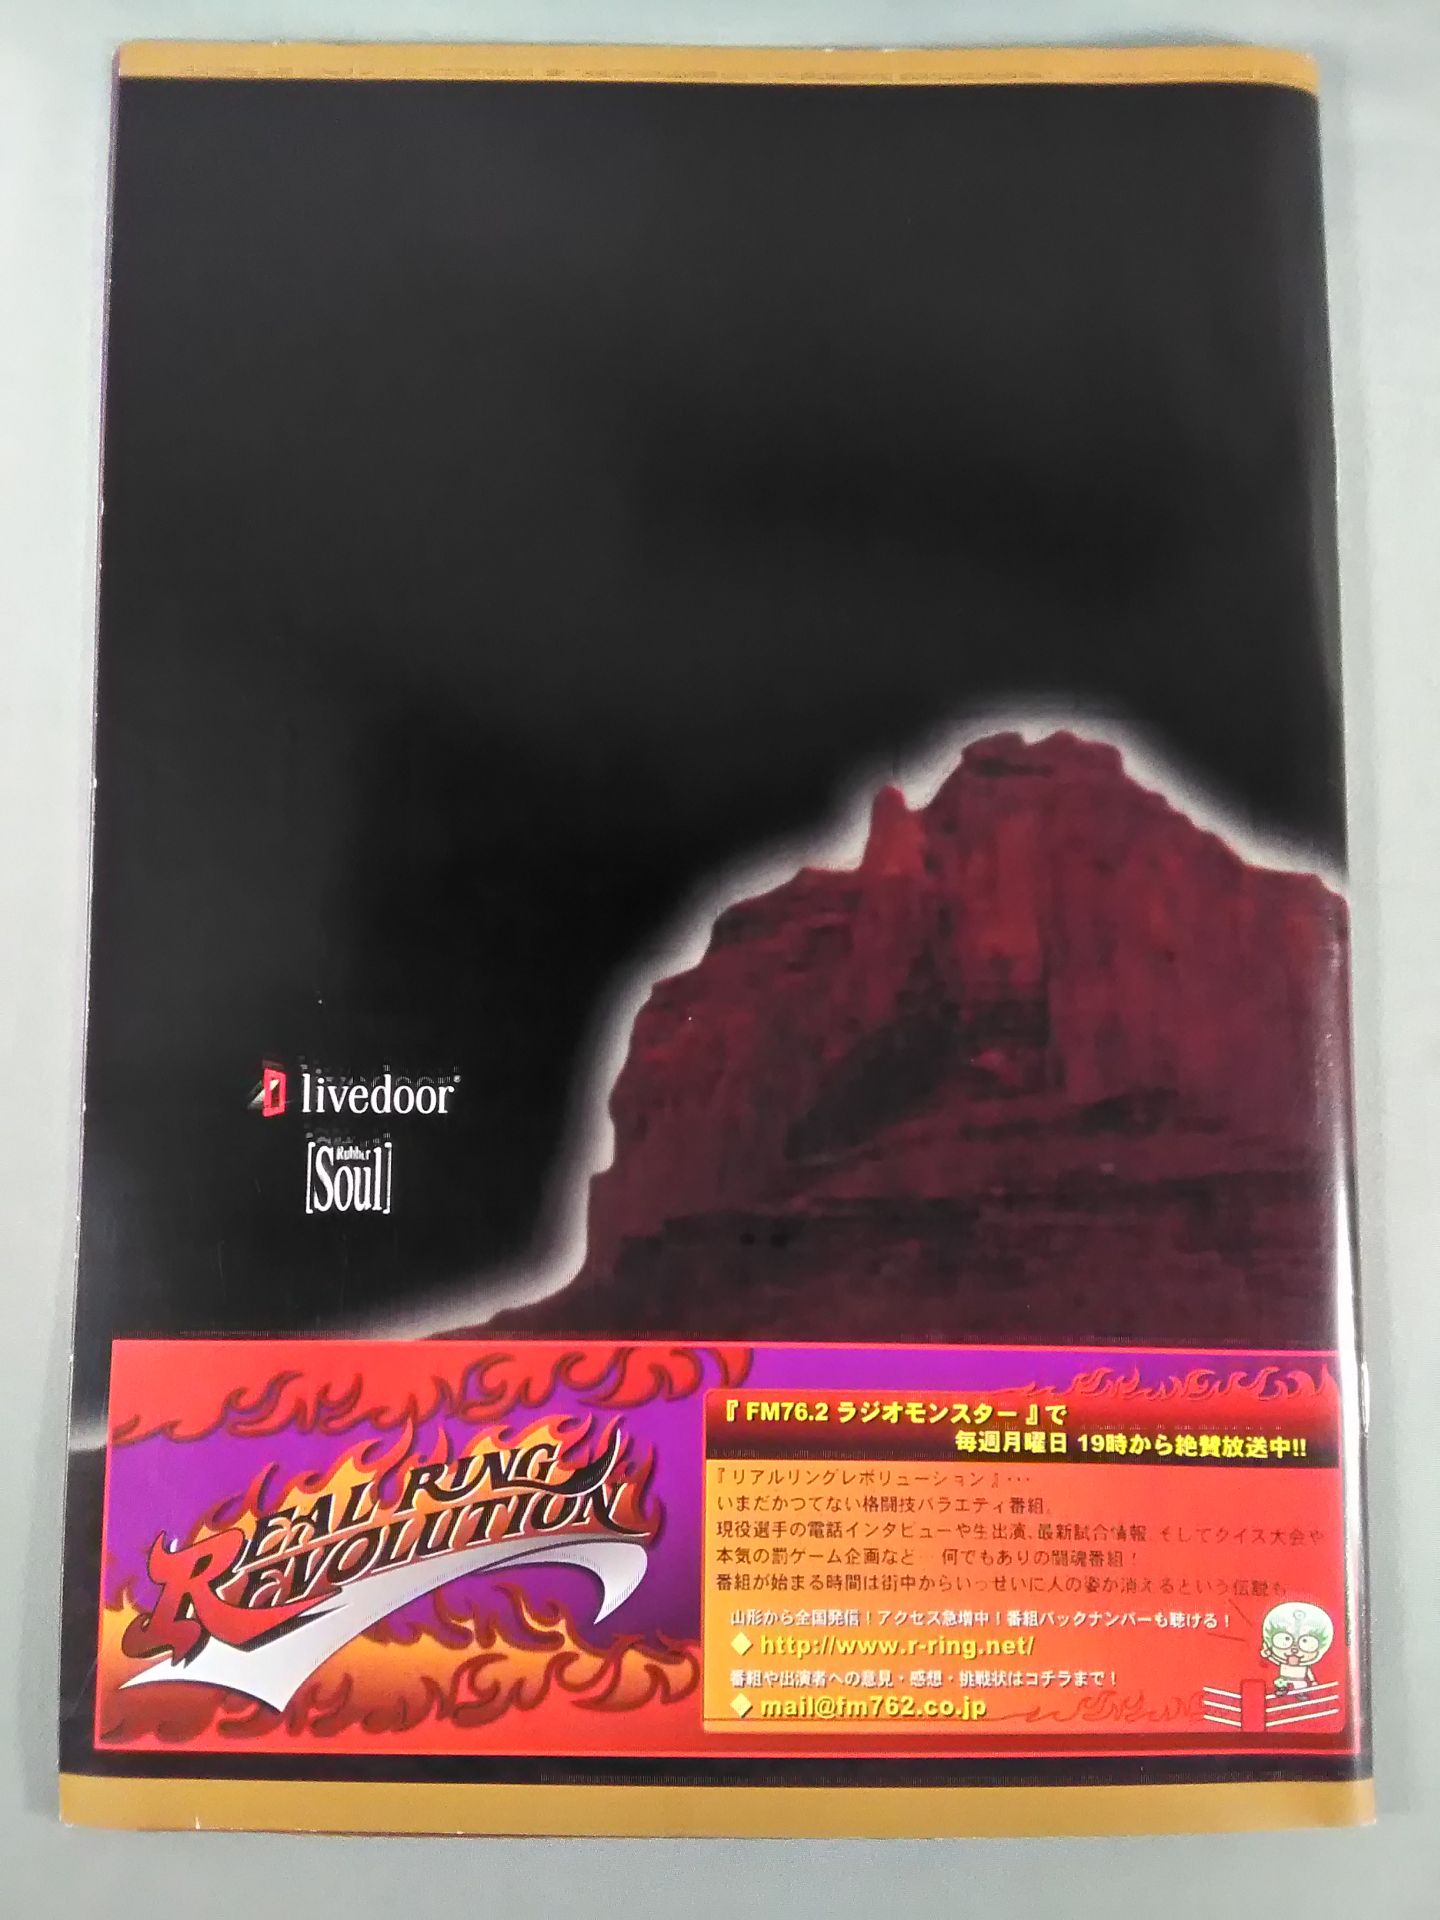 livedoor®
[Rubber Soul]
REAL RING
REVOLUTION
『 FM76.2 ラジオモンスター 』で
毎週月曜日 19時から絶賛放送中!!
『リアルリングレボリューション』･･･
いまだかつてない格闘技バラエティ番組。
現役選手の電話インタビューや生出演、最新試合情報、そしてクイズ大会や
本気の罰ゲーム企画など… 何でもありの闘魂番組！
番組が始まる時間は街中からいっせいに人の姿が消えるという伝説も
山形から全国発信！アクセス急増中！番組バックナンバーも聴ける！
◆ http://www.r-ring.net/
番組や出演者への意見・感想・挑戦状はコチラまで！
◆ mail@fm762.co.jp